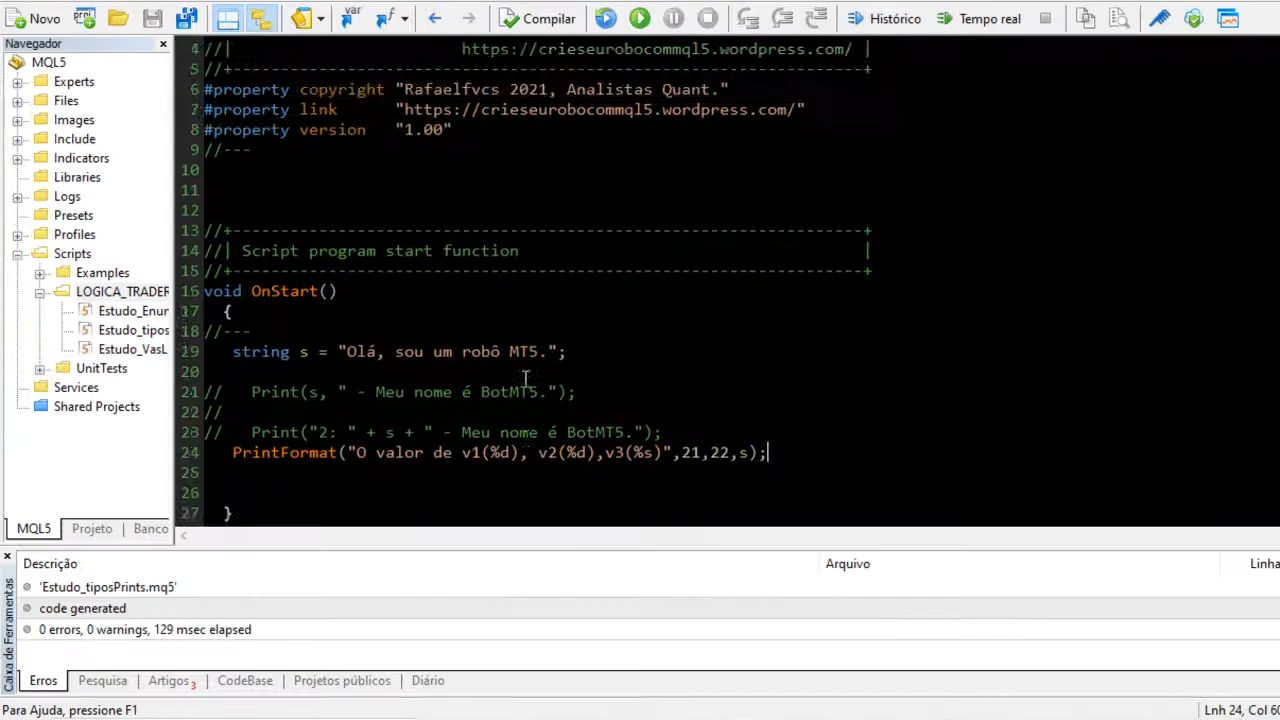 Novo
Compilar
Histórico
Tempo real
Navegador
MQL5
Experts
Files
Images
Include
Indicators
Libraries
Logs
Presets
Profiles
Scripts
Examples
LOGICA_TRADER
Estudo_Enur
Estudo_tipos
Estudo_VasL
UnitTests
Services
Shared Projects
MQL5
Projeto
Banco
4 //| https://crieseurobocommql5.wordpress.com/ |
5 //+------------------------------------------------------------------+
6 #property copyright "Rafaelfvcs 2021, Analistas Quant."
7 #property link "https://crieseurobocommql5.wordpress.com/"
8 #property version "1.00"
9 //---
10
11
12
13 //+------------------------------------------------------------------+
14 //| Script program start function |
15 //+------------------------------------------------------------------+
16 void OnStart()
17 {
18 //---
19 string s = "Olá, sou um robô MT5.";
20
21 // Print(s, " - Meu nome é BotMT5.");
22 //
23 // Print("2: " + s + " - Meu nome é BotMT5.");
24 PrintFormat("O valor de v1(%d), v2(%d),v3(%s)",21,22,s);
25
26
27 }
Descrição
Arquivo
Linha
'Estudo_tiposPrints.mq5'
code generated
0 errors, 0 warnings, 129 msec elapsed
Caixa de Ferramentas
Erros
Pesquisa
Artigos 3
CodeBase
Projetos públicos
Diário
Para Ajuda, pressione F1
Lnh 24, Col 60